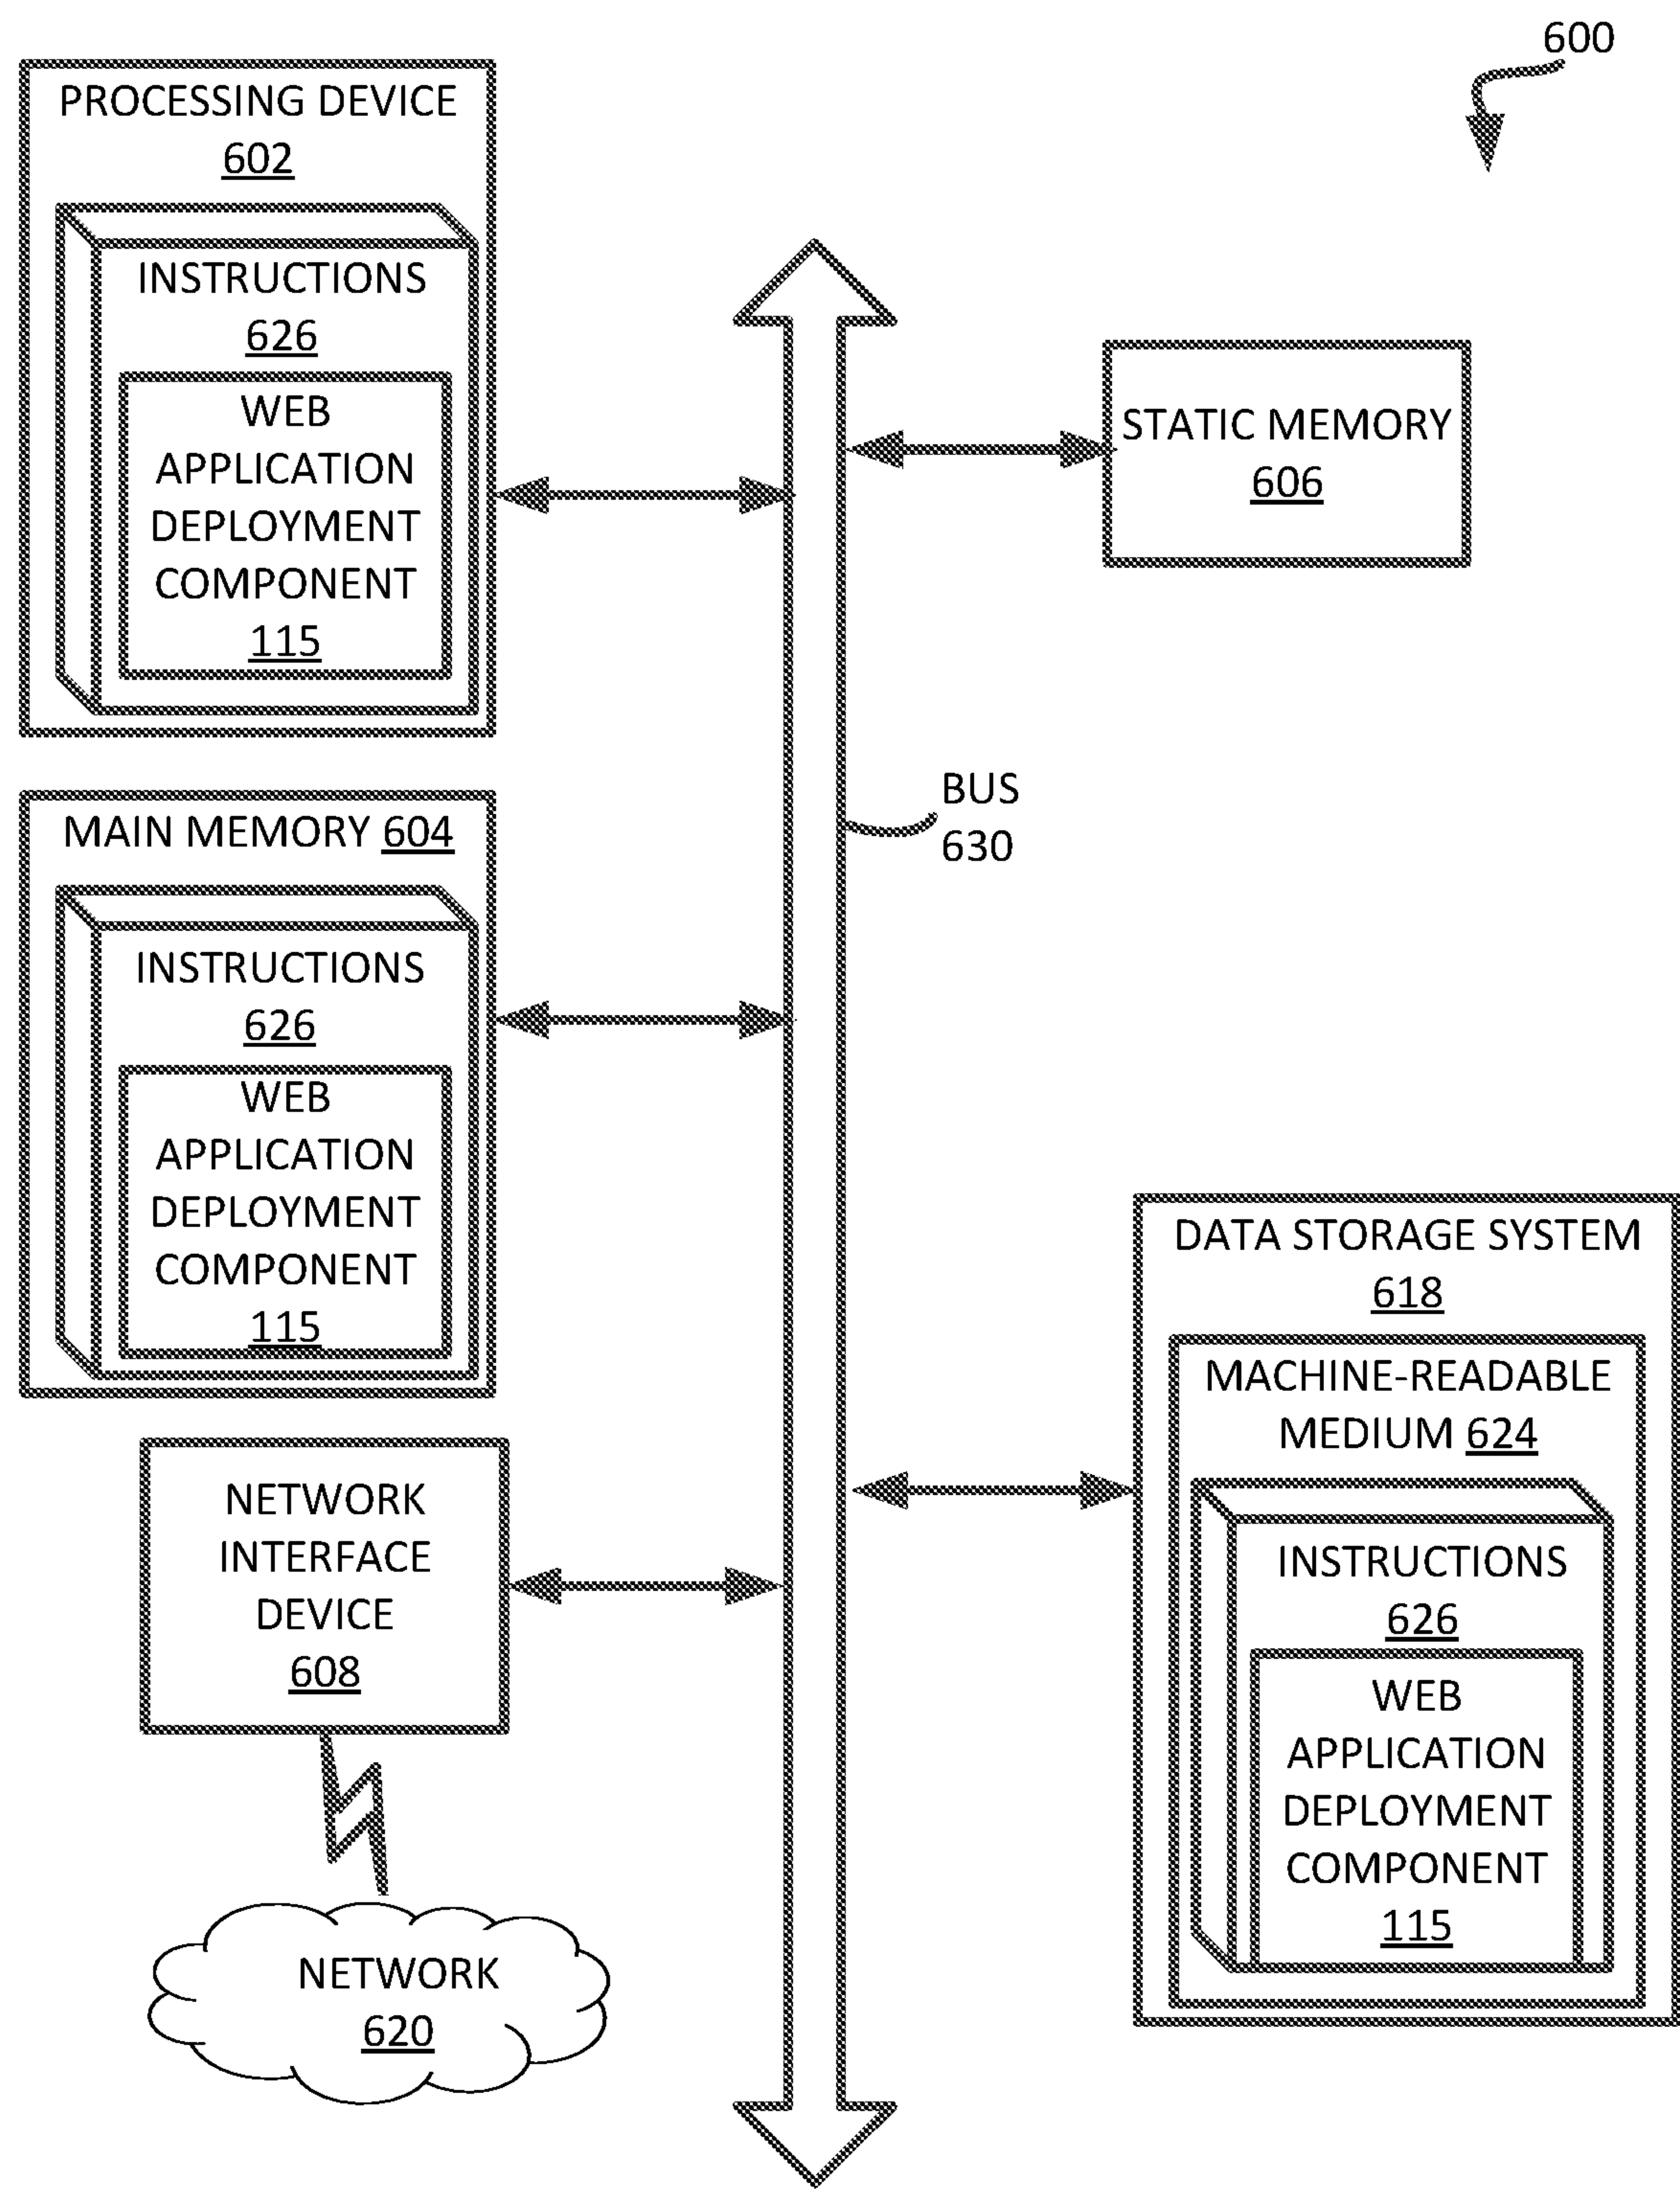 600
PROCESSING DEVICE
602
INSTRUCTIONS
626
WEB
APPLICATION
DEPLOYMENT
COMPONENT
115
STATIC MEMORY
606
BUS
630
MAIN MEMORY 604
INSTRUCTIONS
626
WEB
APPLICATION
DEPLOYMENT
COMPONENT
115
DATA STORAGE SYSTEM
618
MACHINE-READABLE
MEDIUM 624
INSTRUCTIONS
626
WEB
APPLICATION
DEPLOYMENT
COMPONENT
115
NETWORK
INTERFACE
DEVICE
608
NETWORK
620